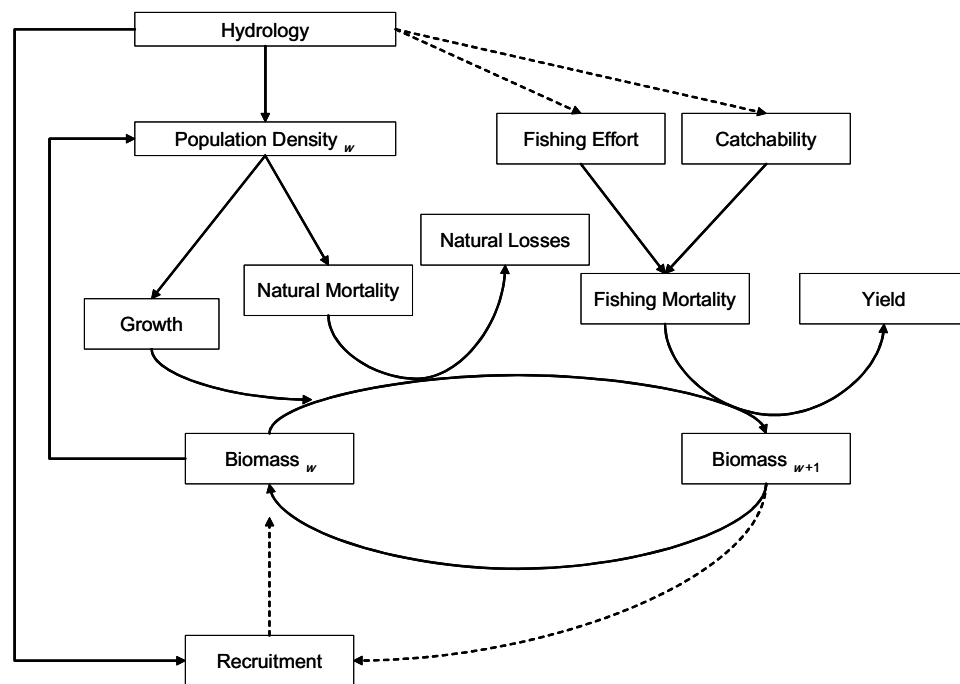 Hydrology
Population Density w
Fishing Effort
Catchability
Natural Losses
Natural Mortality
Fishing Mortality
Yield
Growth
Biomass w
Biomass w+1
Recruitment